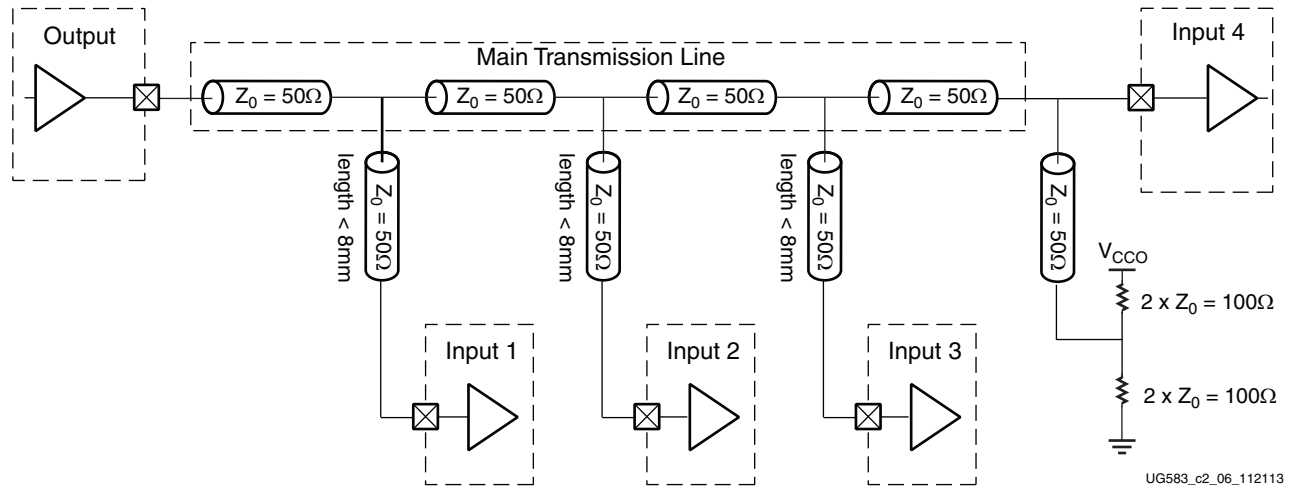 Output
Main Transmission Line
Input 4
Z0 = 50Ω
Z0 = 50Ω
Z0 = 50Ω
Z0 = 50Ω
length < 8mm
Z0 = 50Ω
length < 8mm
Z0 = 50Ω
length < 8mm
Z0 = 50Ω
Z0 = 50Ω
VCCO
2 x Z0 = 100Ω
2 x Z0 = 100Ω
Input 1
Input 2
Input 3
UG583_c2_06_112113